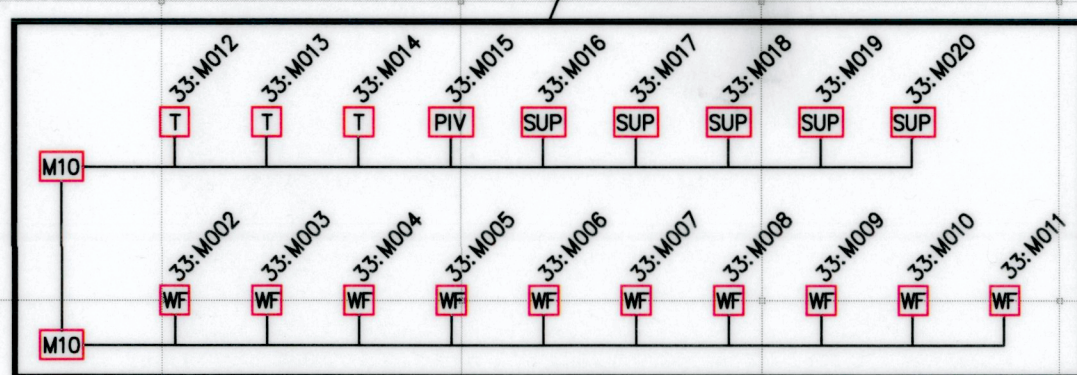 33:M012 33:M013 33:M014 33:M015 33:M016 33:M017 33:M018 33:M019 33:M020
T T T PIV SUP SUP SUP SUP SUP
M10
33:M002 33:M003 33:M004 33:M005 33:M006 33:M007 33:M008 33:M009 33:M010 33:M011
WF WF WF WF WF WF WF WF WF WF
M10